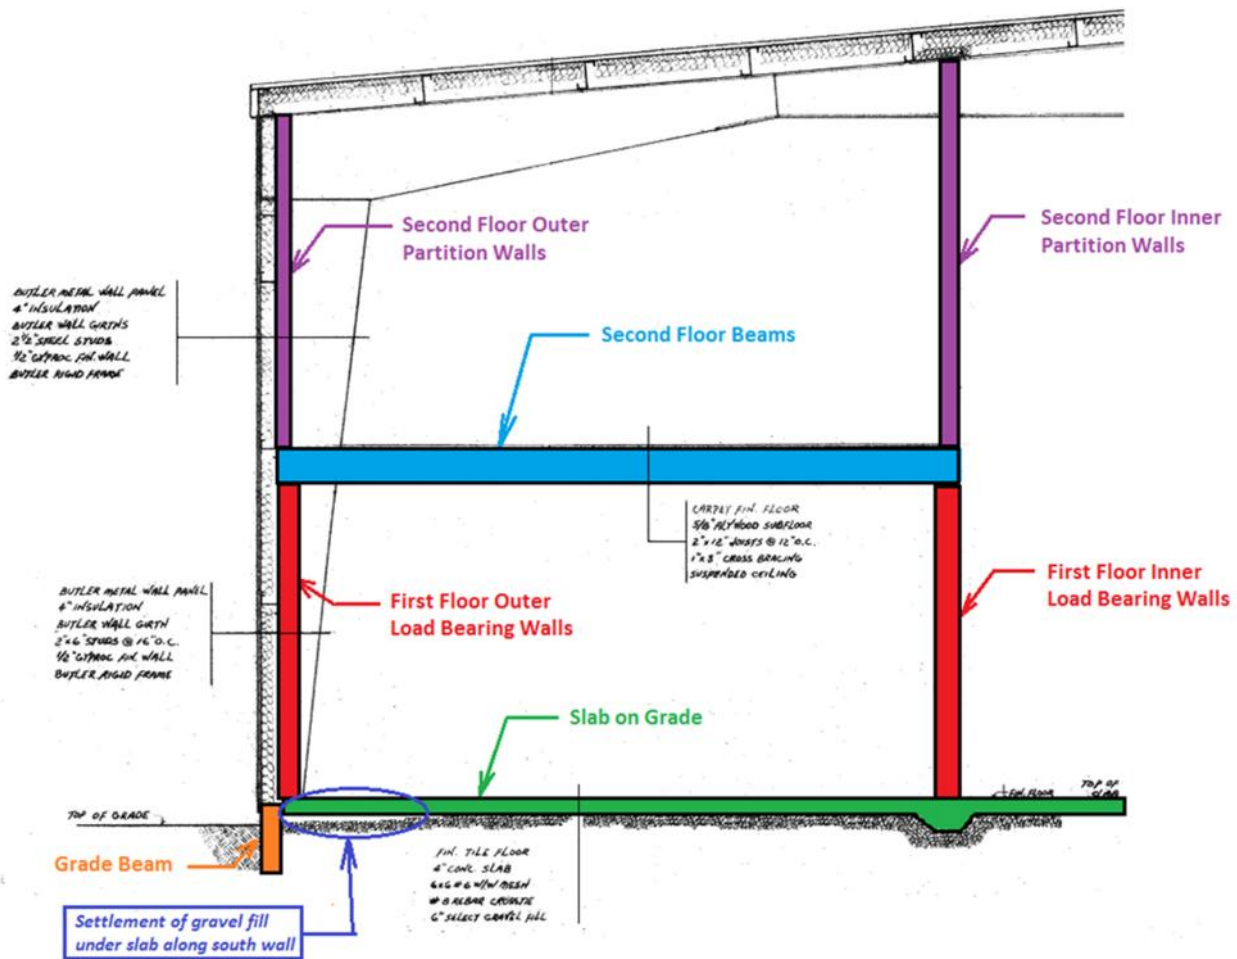 Second Floor Outer
Partition Walls
Second Floor Inner
Partition Walls
BUTLER METAL WALL PANEL
4" INSULATION
BUTLER WALL GIRTHS
2 1/2" STEEL STUDS
1/2" GYPROC FIN. WALL
BUTLER RIGID FRAME
Second Floor Beams
CARPET FIN. FLOOR
5/8" PLYWOOD SUBFLOOR
2"x12" JOISTS @ 12" O.C.
1"x3" CROSS BRACING
SUSPENDED CEILING
BUTLER METAL WALL PANEL
4" INSULATION
BUTLER WALL GIRTH
2"x6" STUDS @ 16" O.C.
1/2" GYPROC FIN. WALL
BUTLER RIGID FRAME
First Floor Outer
Load Bearing Walls
First Floor Inner
Load Bearing Walls
Slab on Grade
FIN. FLOOR
TOP OF
SLAB
TOP OF GRADE
Grade Beam
FIN. TILE FLOOR
4" CONC. SLAB
6x6 #6 W/W MESH
REBAR
6" SELECT GRAVEL FILL
Settlement of gravel fill
under slab along south wall